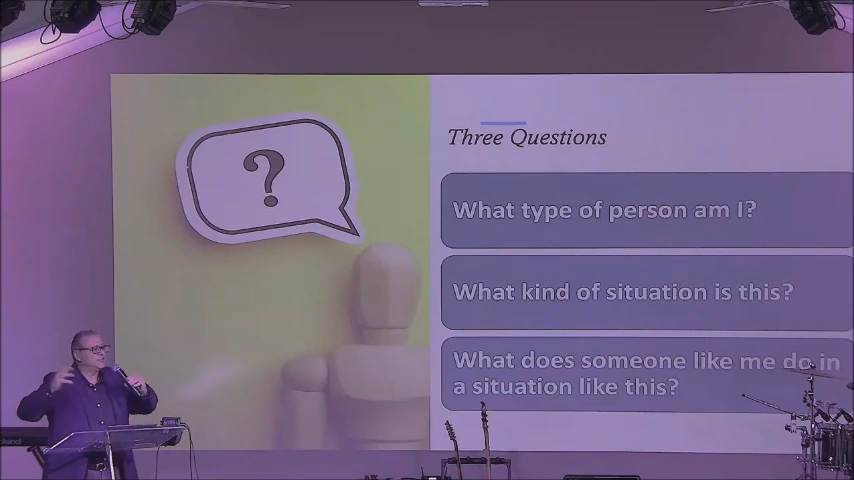 ?
Three Questions
What type of person am I?
What kind of situation is this?
What does someone like me do in
a situation like this?
Roland